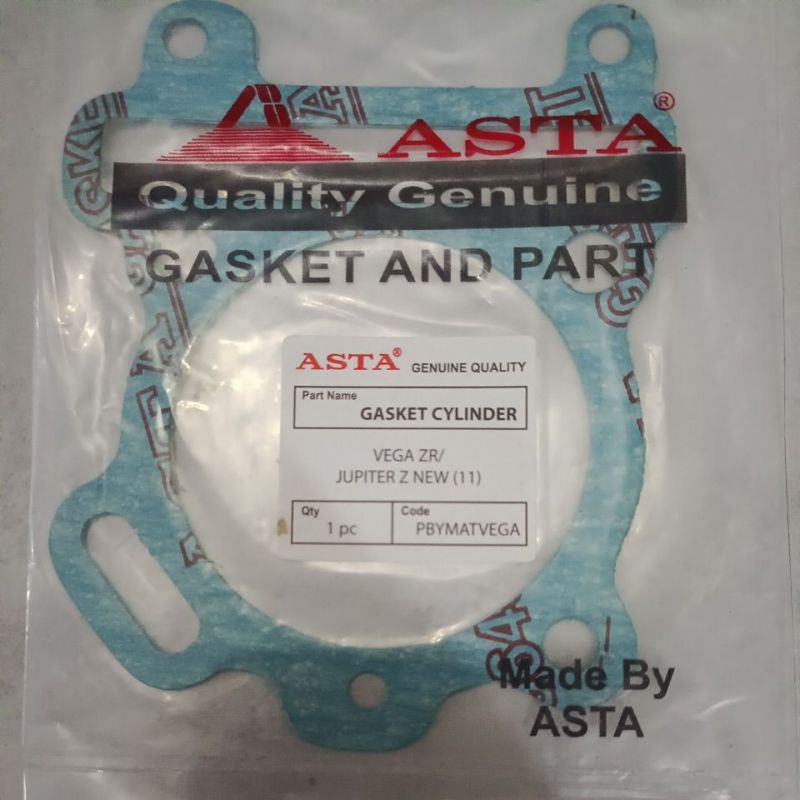 ASTA®
Quality Genuine
GASKET AND PART
ASTA® GENUINE QUALITY
Part Name
GASKET CYLINDER
VEGA ZR/
JUPITER Z NEW (11)
Qty
1 pc
Code
PBYMATVEGA
Made By
ASTA